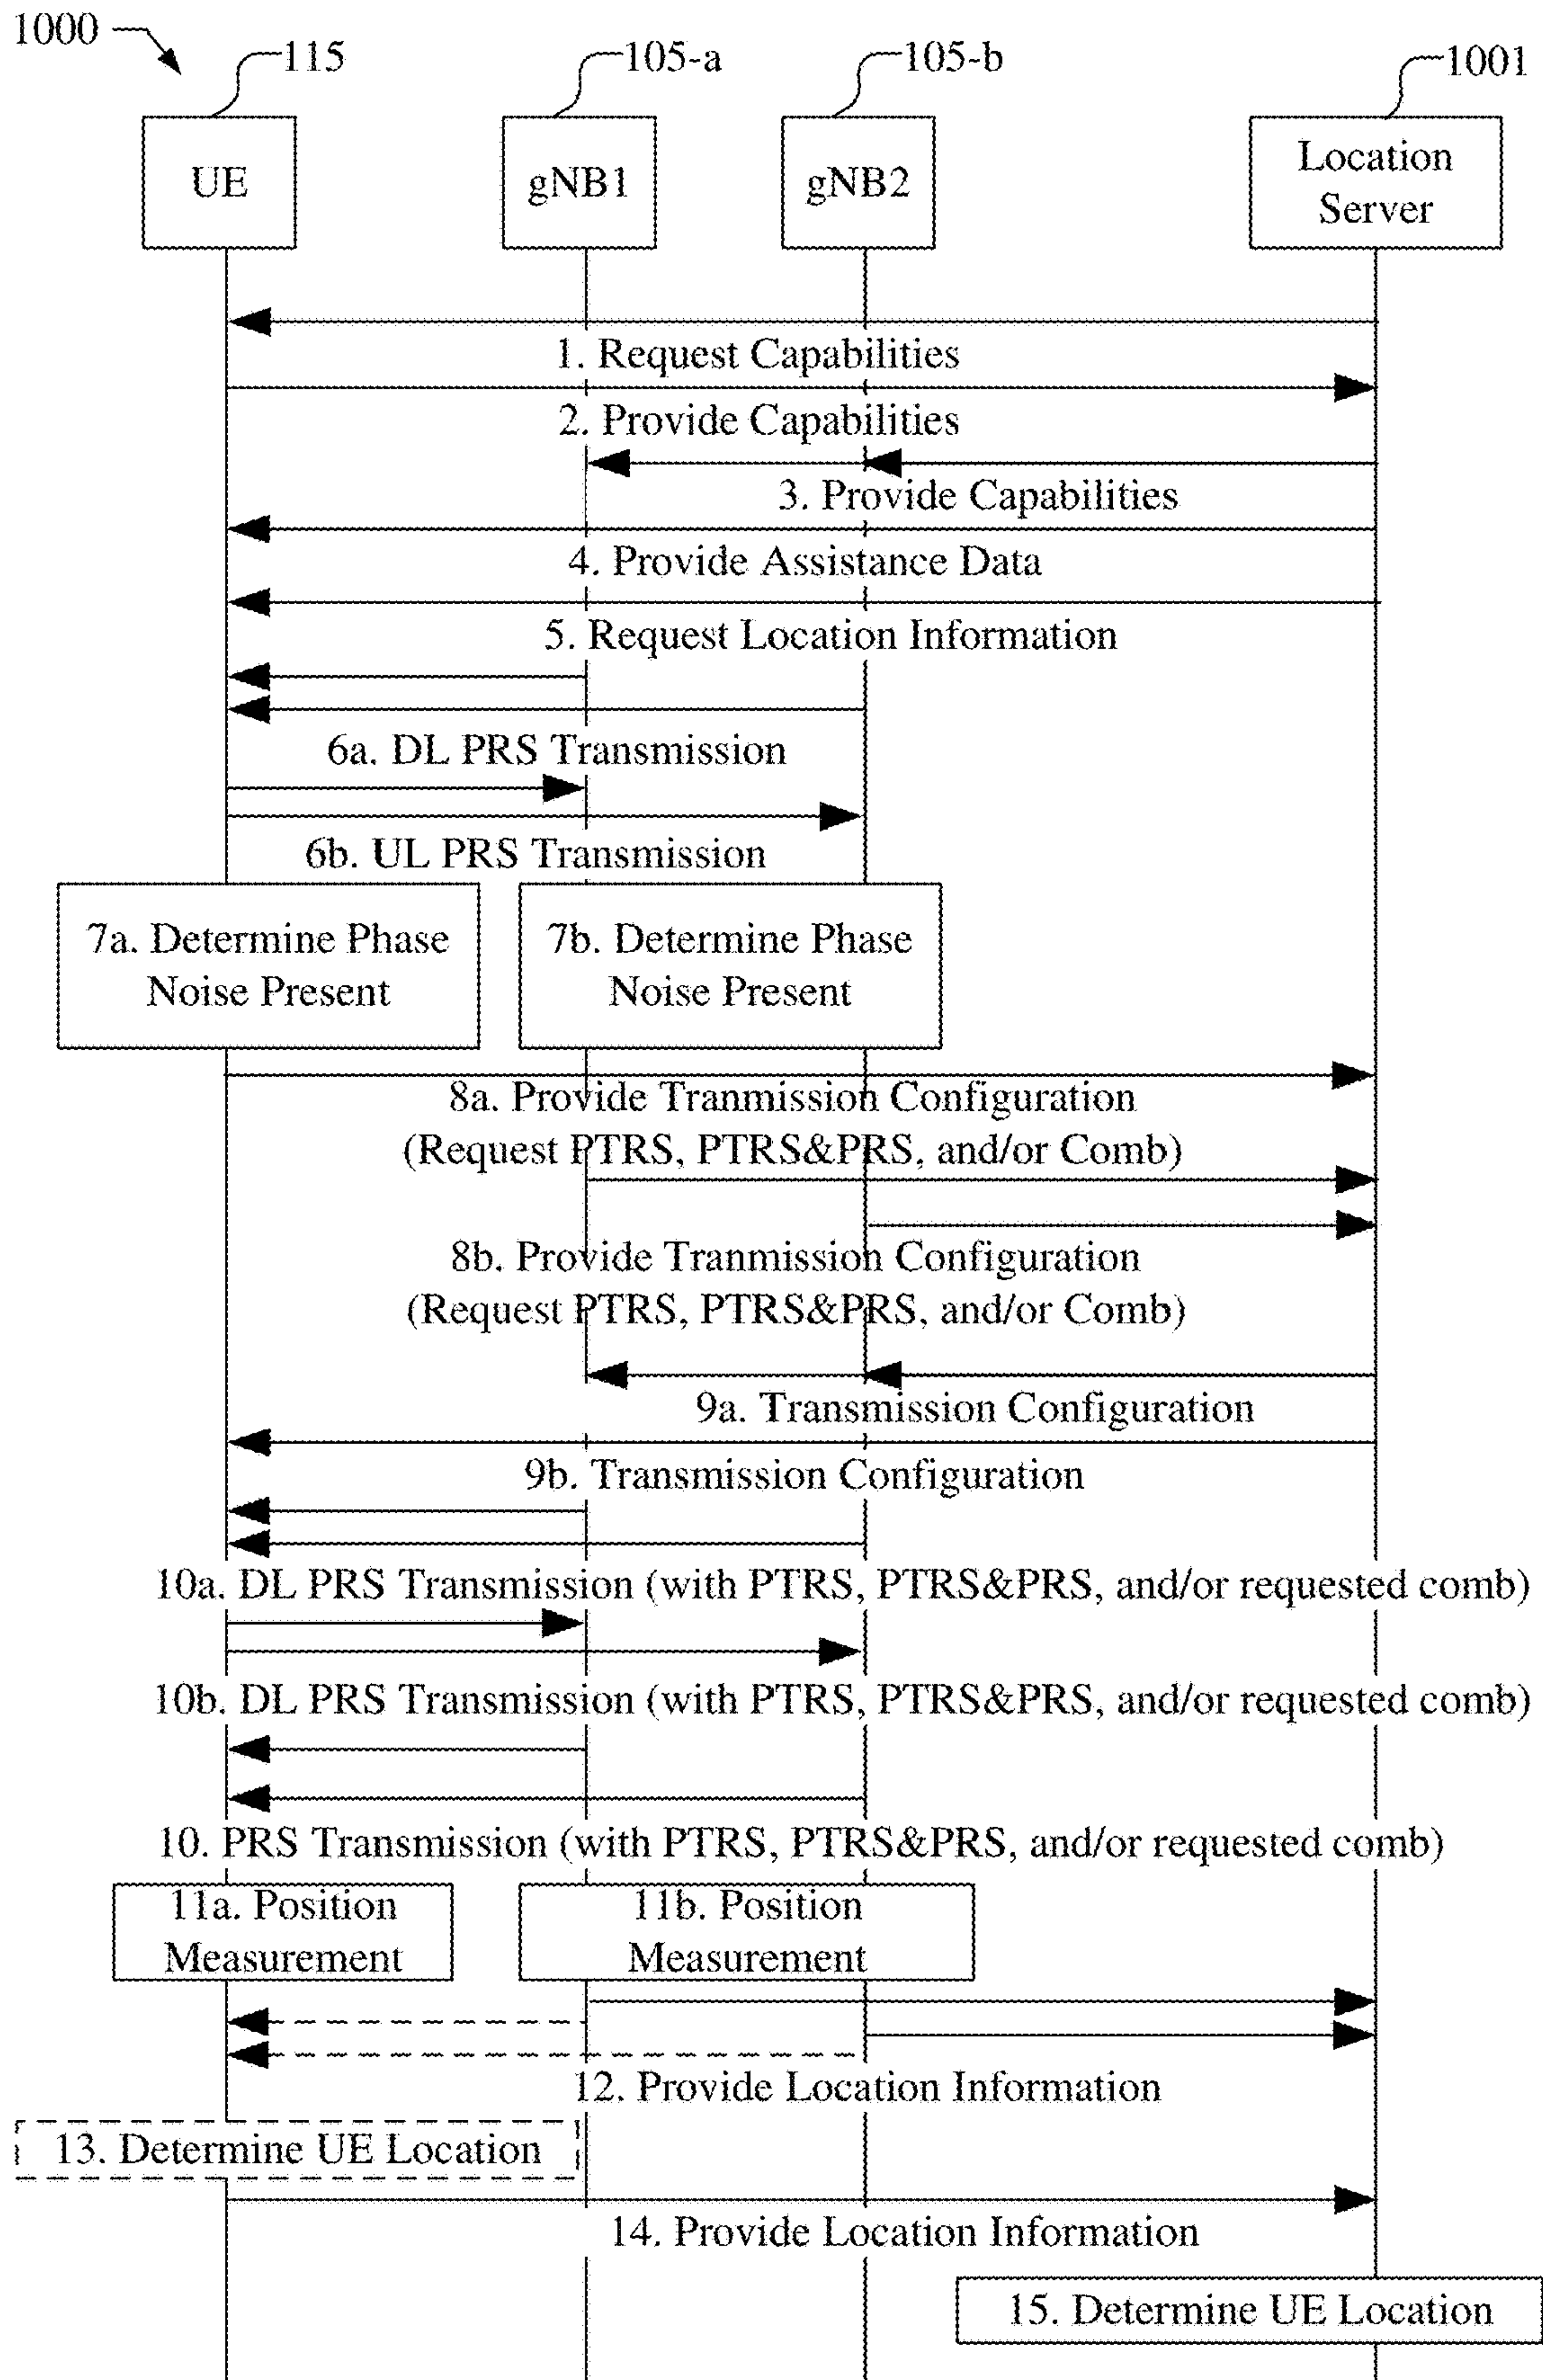 1000
115
105-a
105-b
1001
UE
gNB1
gNB2
Location
Server
1. Request Capabilities
2. Provide Capabilities
3. Provide Capabilities
4. Provide Assistance Data
5. Request Location Information
6a. DL PRS Transmission
6b. UL PRS Transmission
7a. Determine Phase
Noise Present
7b. Determine Phase
Noise Present
8a. Provide Tranmission Configuration
(Request PTRS, PTRS&PRS, and/or Comb)
8b. Provide Tranmission Configuration
(Request PTRS, PTRS&PRS, and/or Comb)
9a. Transmission Configuration
9b. Transmission Configuration
10a. DL PRS Transmission (with PTRS, PTRS&PRS, and/or requested comb)
10b. DL PRS Transmission (with PTRS, PTRS&PRS, and/or requested comb)
10. PRS Transmission (with PTRS, PTRS&PRS, and/or requested comb)
11a. Position
Measurement
11b. Position
Measurement
12. Provide Location Information
13. Determine UE Location
14. Provide Location Information
15. Determine UE Location